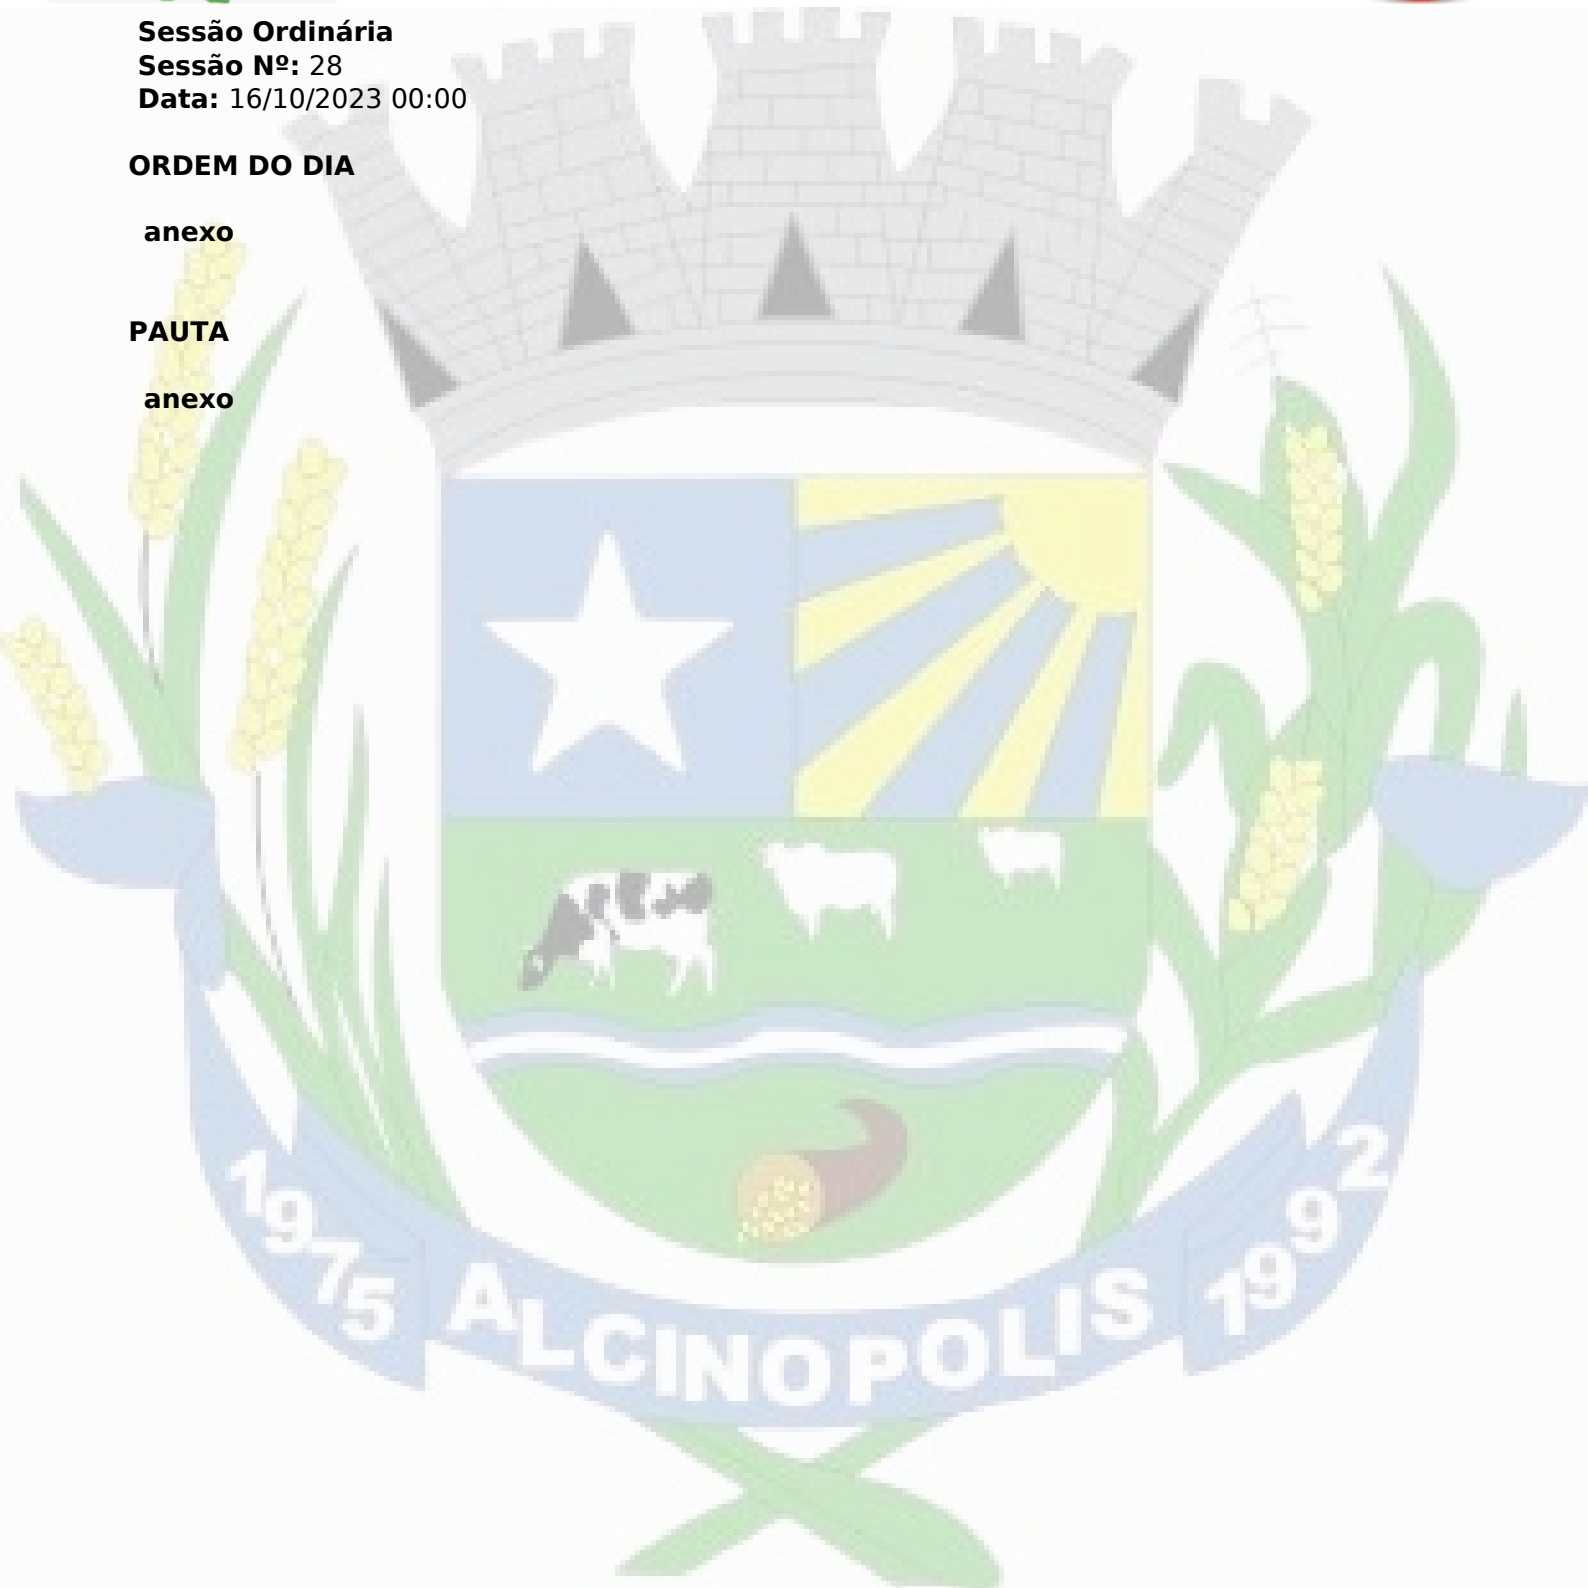 Sessão Ordinária
Sessão Nº: 28
Data: 16/10/2023 00:00
ORDEM DO DIA
anexo
PAUTA
anexo
1975 ALCINOPOLIS 1992